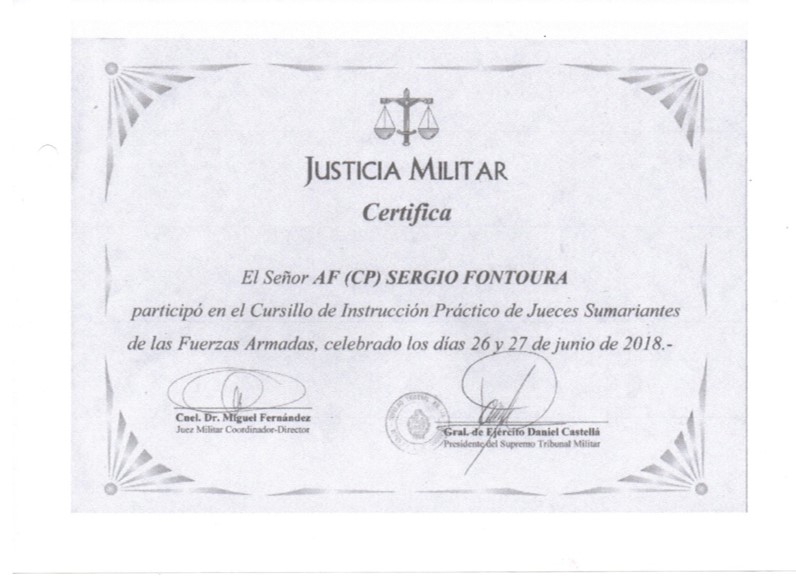 JUSTICIA MILITAR
Certifica
El Señor AF (CP) SERGIO FONTOURA
participó en el Cursillo de Instrucción Práctico de Jueces Sumariantes
de las Fuerzas Armadas, celebrado los días 26 y 27 de junio de 2018.-
Cnel. Dr. Miguel Fernández
Juez Militar Coordinador-Director
Gral. de Ejército Daniel Castellá
Presidente del Supremo Tribunal Militar